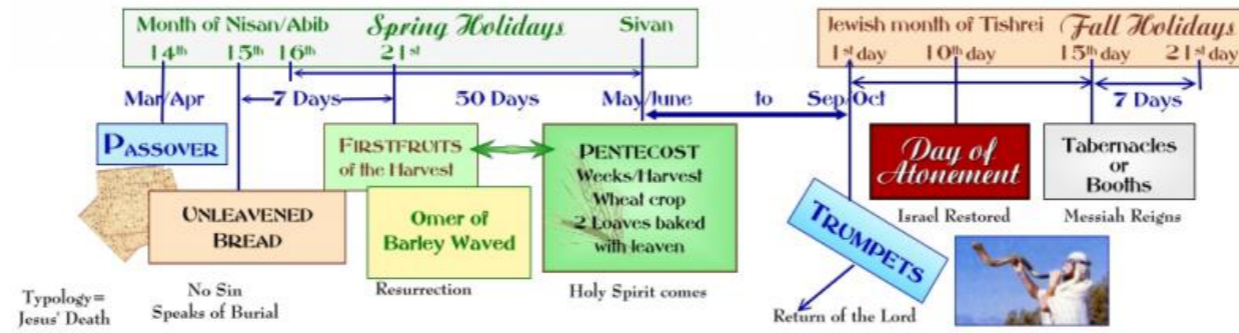 Month of Nisan/Abib Spring Holidays Sivan
14th 15th 16th 21st
Jewish month of Tishrei Fall Holidays
1st day 10th day 15th day 21st day
Mar/Apr 7 Days 50 Days May/June to Sep/Oct 7 Days
PASSOVER
UNLEAVENED
BREAD
FIRSTFRUITS
of the Harvest
Omer of
Barley Waved
PENTECOST
Weeks/Harvest
Wheat crop
2 Loaves baked
with leaven
TRUMPETS
Day of
Atonement
Tabernacles
or
Booths
Typology=
Jesus' Death
No Sin
Speaks of Burial
Resurrection
Holy Spirit comes
Return of the Lord
Israel Restored
Messiah Reigns